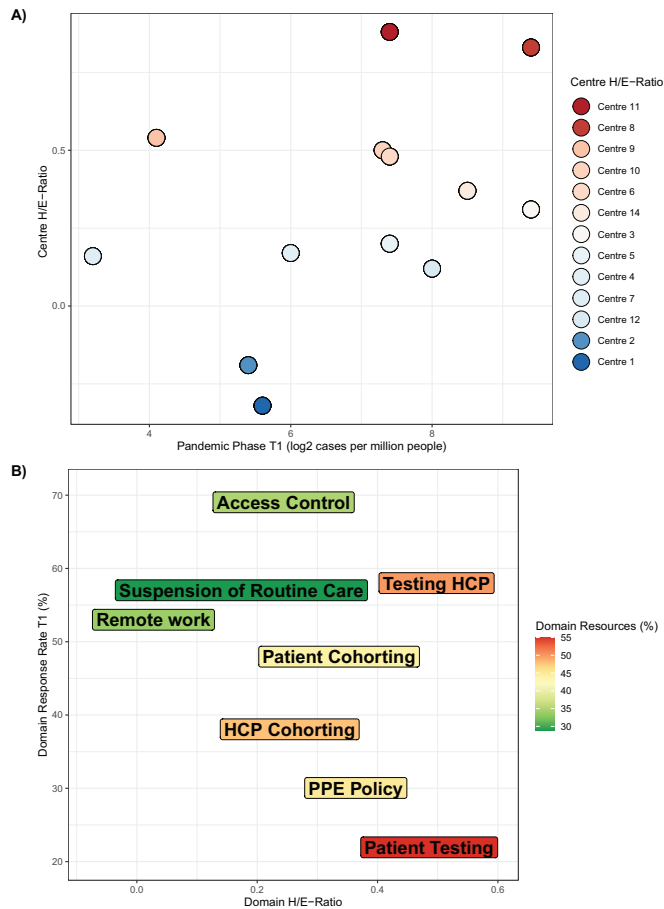 A)
Centre H/E-Ratio
0.5
0.0
4
6
8
Pandemic Phase T1 (log2 cases per million people)
Centre H/E-Ratio
Centre 11
Centre 8
Centre 9
Centre 10
Centre 6
Centre 14
Centre 3
Centre 5
Centre 4
Centre 7
Centre 12
Centre 2
Centre 1
B)
Domain Response Rate T1 (%)
70
60
50
40
30
20
Access Control
Testing HCP
Suspension of Routine Care
Remote work
Patient Cohorting
HCP Cohorting
PPE Policy
Patient Testing
0.0
0.2
0.4
0.6
Domain H/E-Ratio
Domain Resources (%)
55
50
45
40
35
30